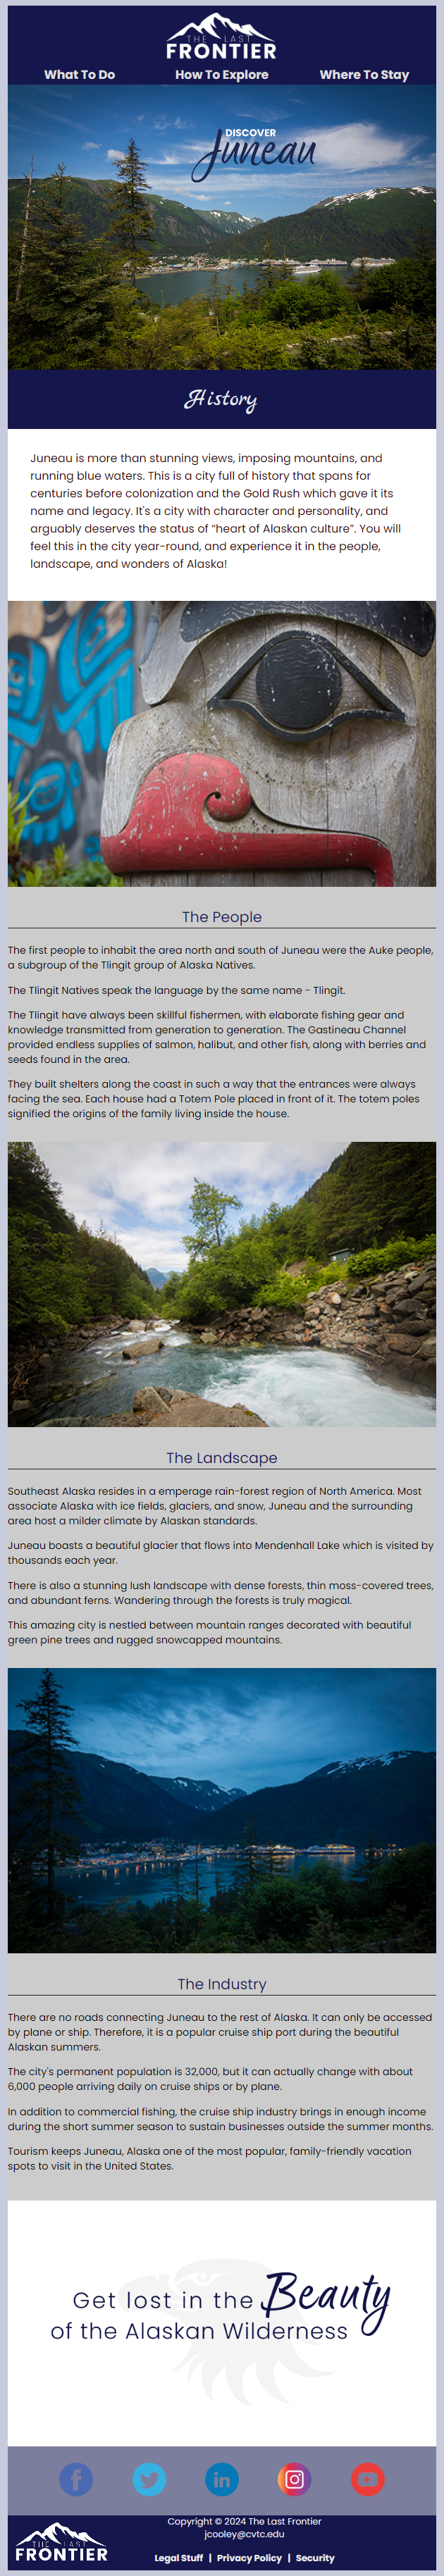 THE LAST
FRONTIER
What To Do How To Explore Where To Stay
DISCOVER
Juneau
History
Juneau is more than stunning views, imposing mountains, and
running blue waters. This is a city full of history that spans for
centuries before colonization and the Gold Rush which gave it its
name and legacy. It's a city with character and personality, and
arguably deserves the status of "heart of Alaskan culture". You will
feel this in the city year-round, and experience it in the people,
landscape, and wonders of Alaska!
The People
The first people to inhabit the area north and south of Juneau were the Auke people,
a subgroup of the Tlingit group of Alaska Natives.
The Tlingit Natives speak the language by the same name - Tlingit.
The Tlingit have always been skillful fishermen, with elaborate fishing gear and
knowledge transmitted from generation to generation. The Gastineau Channel
provided endless supplies of salmon, halibut, and other fish, along with berries and
seeds found in the area.
They built shelters along the coast in such a way that the entrances were always
facing the sea. Each house had a Totem Pole placed in front of it. The totem poles
signified the origins of the family living inside the house.
The Landscape
Southeast Alaska resides in a emperage rain-forest region of North America. Most
associate Alaska with ice fields, glaciers, and snow, Juneau and the surrounding
area host a milder climate by Alaskan standards.
Juneau boasts a beautiful glacier that flows into Mendenhall Lake which is visited by
thousands each year.
There is also a stunning lush landscape with dense forests, thin moss-covered trees,
and abundant ferns. Wandering through the forests is truly magical.
This amazing city is nestled between mountain ranges decorated with beautiful
green pine trees and rugged snowcapped mountains.
The Industry
There are no roads connecting Juneau to the rest of Alaska. It can only be accessed
by plane or ship. Therefore, it is a popular cruise ship port during the beautiful
Alaskan summers.
The city's permanent population is 32,000, but it can actually change with about
6,000 people arriving daily on cruise ships or by plane.
In addition to commercial fishing, the cruise ship industry brings in enough income
during the short summer season to sustain businesses outside the summer months.
Tourism keeps Juneau, Alaska one of the most popular, family-friendly vacation
spots to visit in the United States.
Get lost in the Beauty
of the Alaskan Wilderness
THE LAST
FRONTIER
Copyright © 2024 The Last Frontier
jcooley@cvtc.edu
Legal Stuff | Privacy Policy | Security